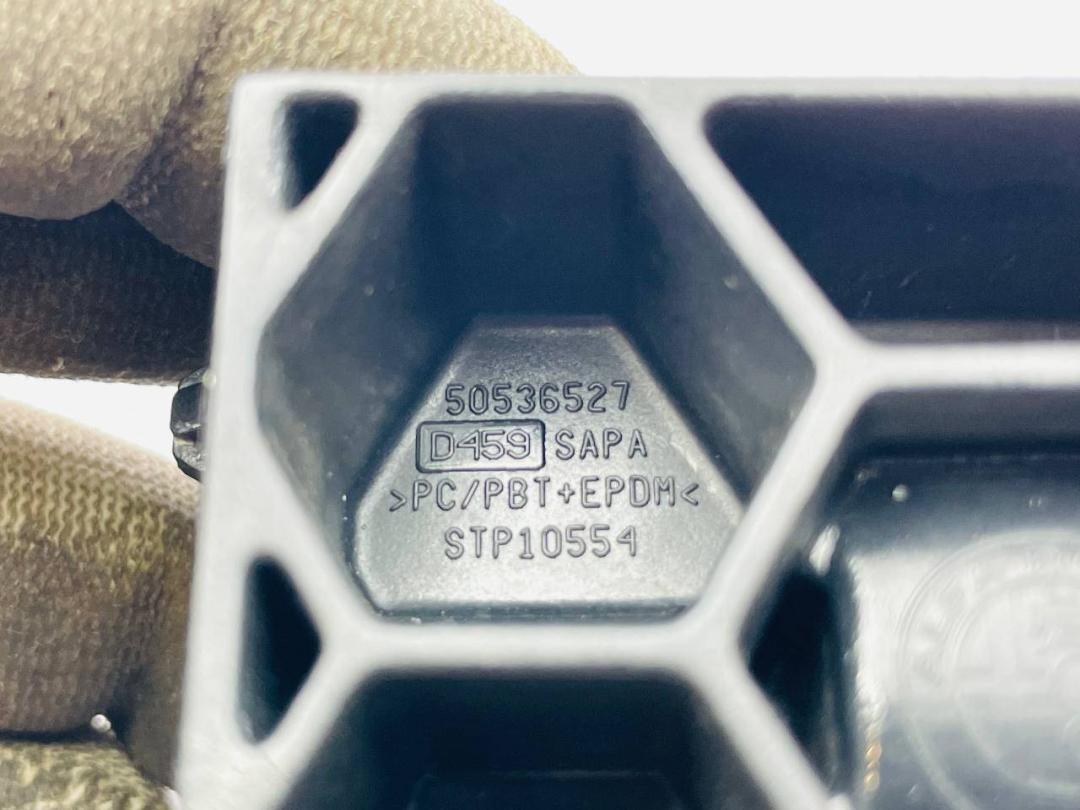 50536527
D459 SAPA
>PC/PBT+EPDM<
STP10554